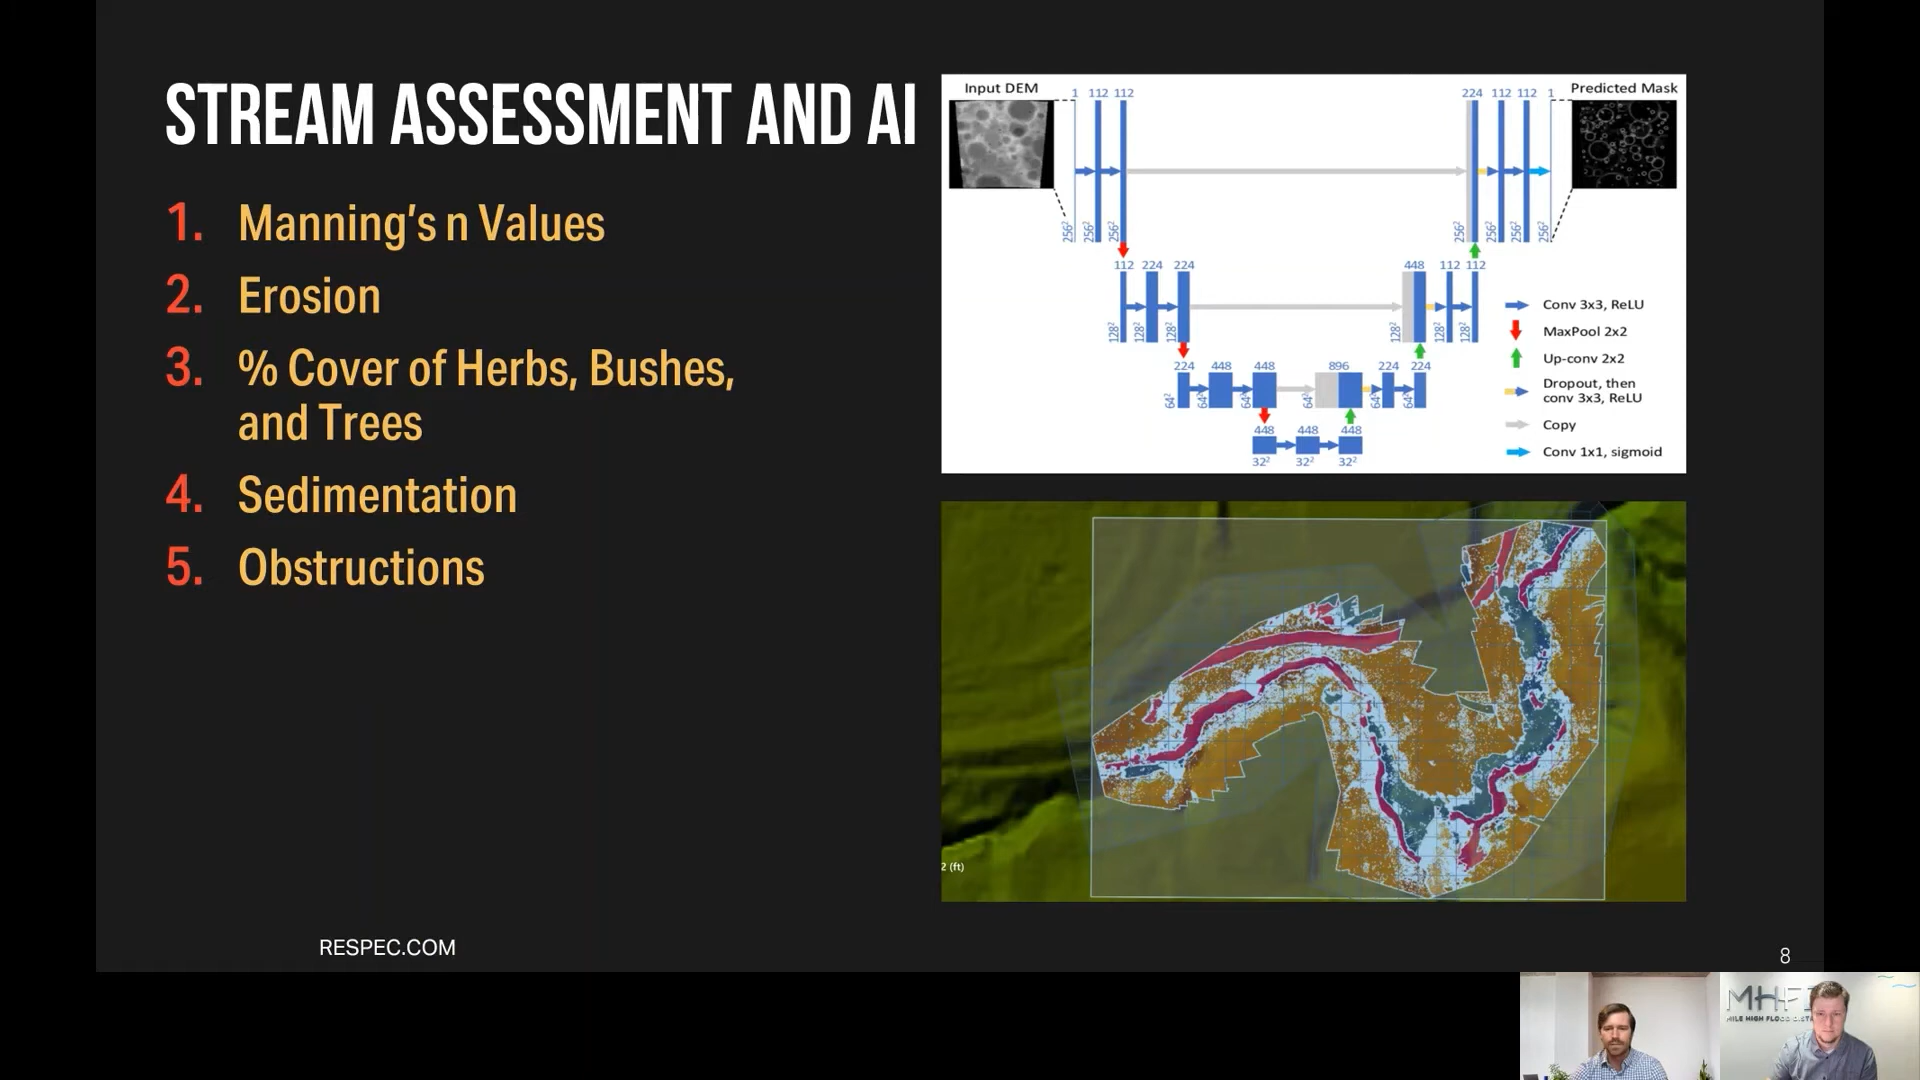 STREAM ASSESSMENT AND AI
1. Manning's n Values
2. Erosion
3. % Cover of Herbs, Bushes,
and Trees
4. Sedimentation
5. Obstructions
Input DEM
Predicted Mask
1 112 112
224 112 112 1
256² 256² 256²
256² 256² 256² 256²
112 224 224
448 112 112
128² 128² 128²
128² 128² 128²
224 448 448
896 224 224
64² 64² 64²
64² 64² 64²
448 448 448
32² 32² 32²
Conv 3x3, ReLU
MaxPool 2x2
Up-conv 2x2
Dropout, then
conv 3x3, ReLU
Copy
Conv 1x1, sigmoid
2 (ft)
RESPEC.COM
8
MHF
MILE HIGH FLOOD